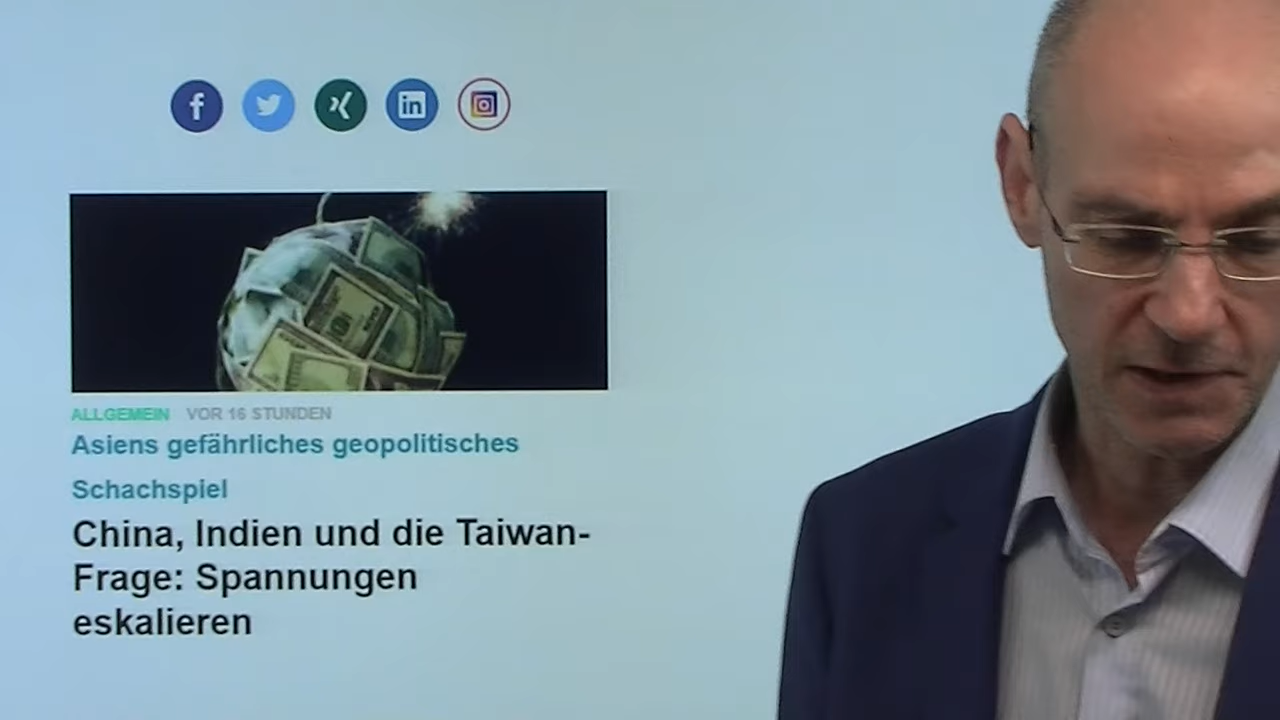 ALLGEMEIN VOR 16 STUNDEN
Asiens gefährliches geopolitisches
Schachspiel
China, Indien und die Taiwan-
Frage: Spannungen
eskalieren